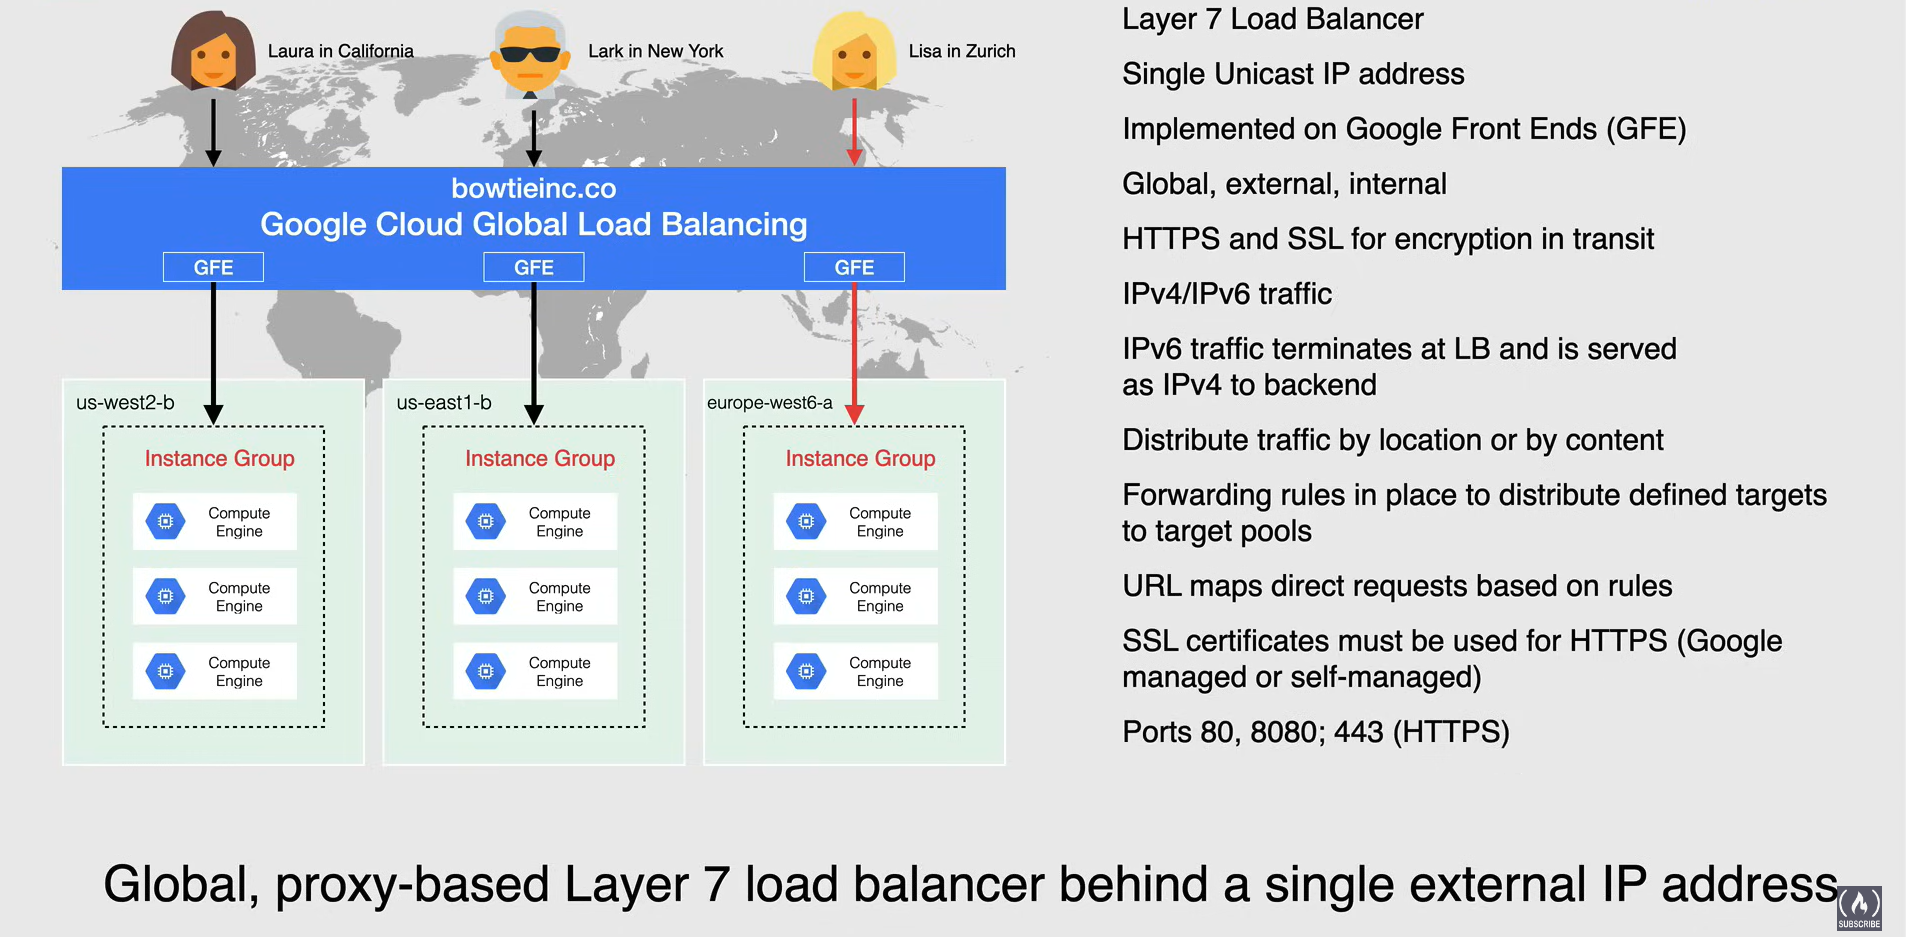 Laura in California
Lark in New York
Lisa in Zurich
bowtieinc.co
Google Cloud Global Load Balancing
GFE
GFE
GFE
us-west2-b
Instance Group
Compute
Engine
Compute
Engine
Compute
Engine
us-east1-b
Instance Group
Compute
Engine
Compute
Engine
Compute
Engine
europe-west6-a
Instance Group
Compute
Engine
Compute
Engine
Compute
Engine
Layer 7 Load Balancer
Single Unicast IP address
Implemented on Google Front Ends (GFE)
Global, external, internal
HTTPS and SSL for encryption in transit
IPv4/IPv6 traffic
IPv6 traffic terminates at LB and is served
as IPv4 to backend
Distribute traffic by location or by content
Forwarding rules in place to distribute defined targets
to target pools
URL maps direct requests based on rules
SSL certificates must be used for HTTPS (Google
managed or self-managed)
Ports 80, 8080; 443 (HTTPS)
Global, proxy-based Layer 7 load balancer behind a single external IP address
SUBSCRIBE